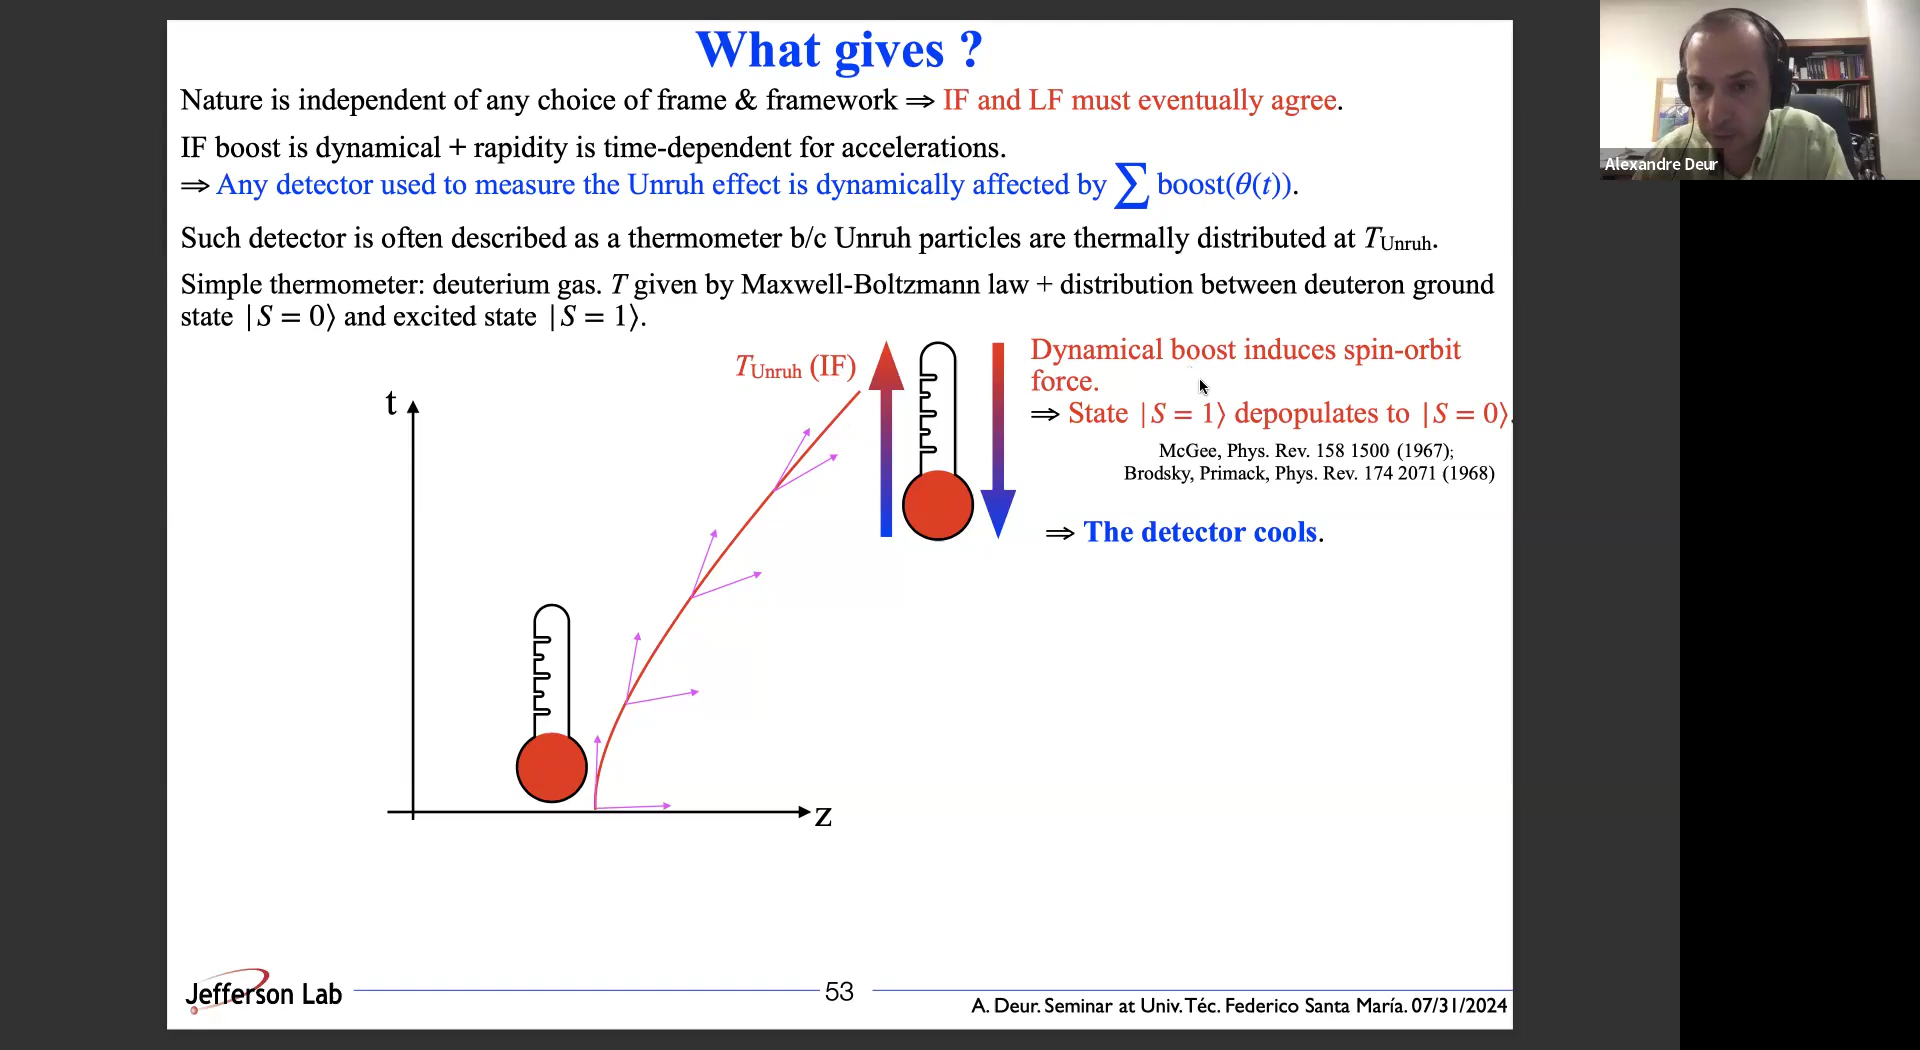 What gives ?
Nature is independent of any choice of frame & framework ⇒ IF and LF must eventually agree.
IF boost is dynamical + rapidity is time-dependent for accelerations.
⇒ Any detector used to measure the Unruh effect is dynamically affected by ∑ boost(θ(t)).
Such detector is often described as a thermometer b/c Unruh particles are thermally distributed at T_Unruh.
Simple thermometer: deuterium gas. T given by Maxwell-Boltzmann law + distribution between deuteron ground
state |S = 0⟩ and excited state |S = 1⟩.
T_Unruh (IF)
Dynamical boost induces spin-orbit
force.
⇒ State |S = 1⟩ depopulates to |S = 0⟩.
McGee, Phys. Rev. 158 1500 (1967);
Brodsky, Primack, Phys. Rev. 174 2071 (1968)
⇒ The detector cools.
t
z
Jefferson Lab
53
A. Deur. Seminar at Univ. Téc. Federico Santa María. 07/31/2024
Alexandre Deur